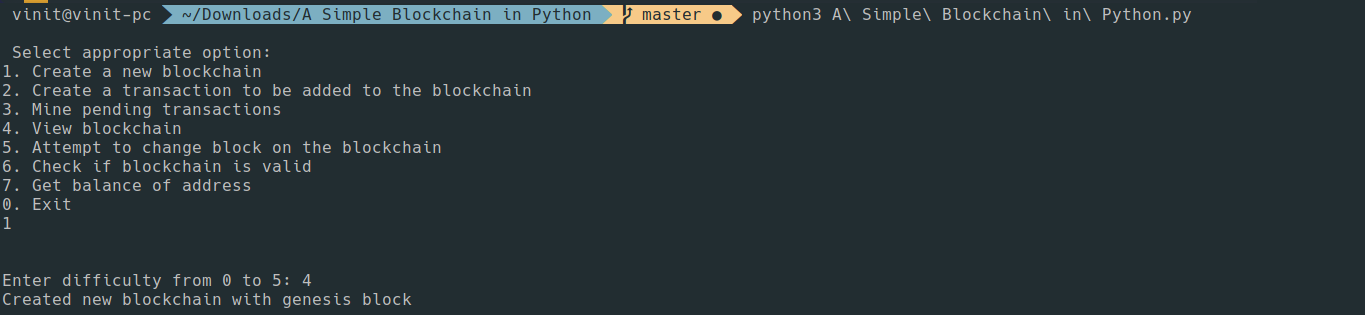 vinit@vinit-pc ~/Downloads/A Simple Blockchain in Python master ● python3 A\ Simple\ Blockchain\ in\ Python.py
Select appropriate option:
1. Create a new blockchain
2. Create a transaction to be added to the blockchain
3. Mine pending transactions
4. View blockchain
5. Attempt to change block on the blockchain
6. Check if blockchain is valid
7. Get balance of address
0. Exit
1
Enter difficulty from 0 to 5: 4
Created new blockchain with genesis block